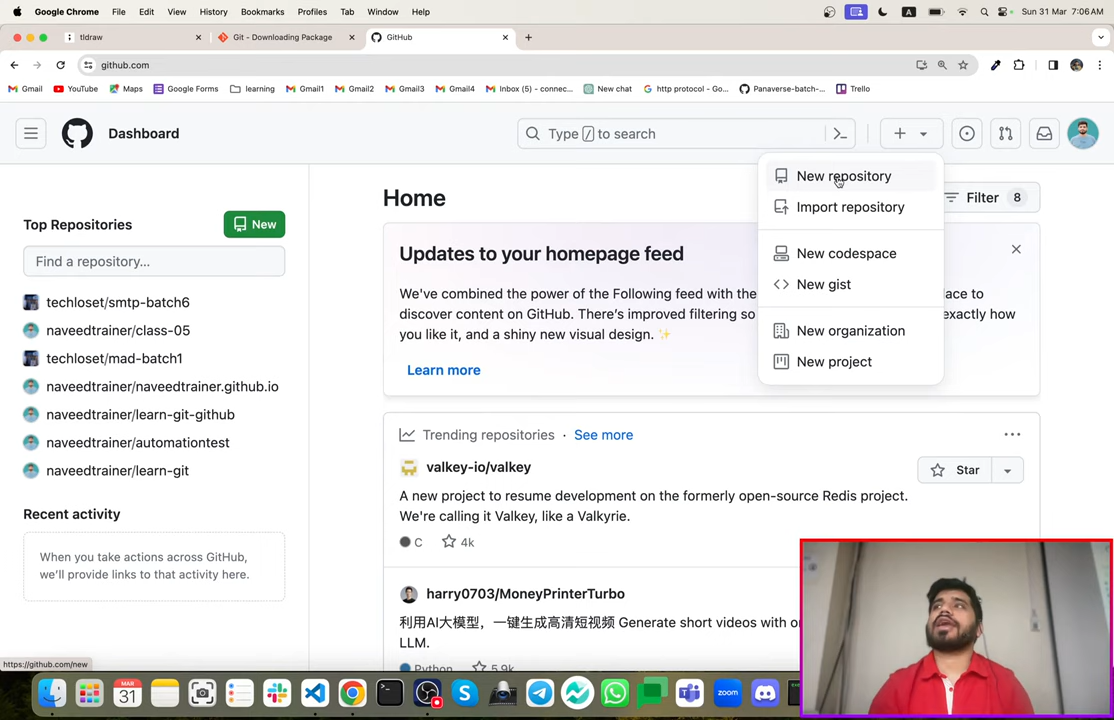 Google Chrome File Edit View History Bookmarks Profiles Tab Window Help A Sun 31 Mar 7:06 AM
tldraw Git - Downloading Package GitHub
github.com
Gmail YouTube Maps Google Forms learning Gmail1 Gmail2 Gmail3 Gmail4 Inbox (5) - connec... New chat http protocol - Go... Panaverse-batch-... Trello
Dashboard Type / to search
New repository
Import repository
New codespace
New gist
New organization
New project
Home Filter 8
Top Repositories New
Find a repository...
techloset/smtp-batch6
naveedtrainer/class-05
techloset/mad-batch1
naveedtrainer/naveedtrainer.github.io
naveedtrainer/learn-git-github
naveedtrainer/automationtest
naveedtrainer/learn-git
Recent activity
When you take actions across GitHub,
we'll provide links to that activity here.
Updates to your homepage feed
We've combined the power of the Following feed with the ace to
discover content on GitHub. There's improved filtering so exactly how
you like it, and a shiny new visual design. ✨
Learn more
Trending repositories · See more
valkey-io/valkey
Star
A new project to resume development on the formerly open-source Redis project.
We're calling it Valkey, like a Valkyrie.
C 4k
harry0703/MoneyPrinterTurbo
利用AI大模型，一键生成高清短视频 Generate short videos with on
LLM.
Python 5.9k
https://github.com/new
MAR
31
zoom